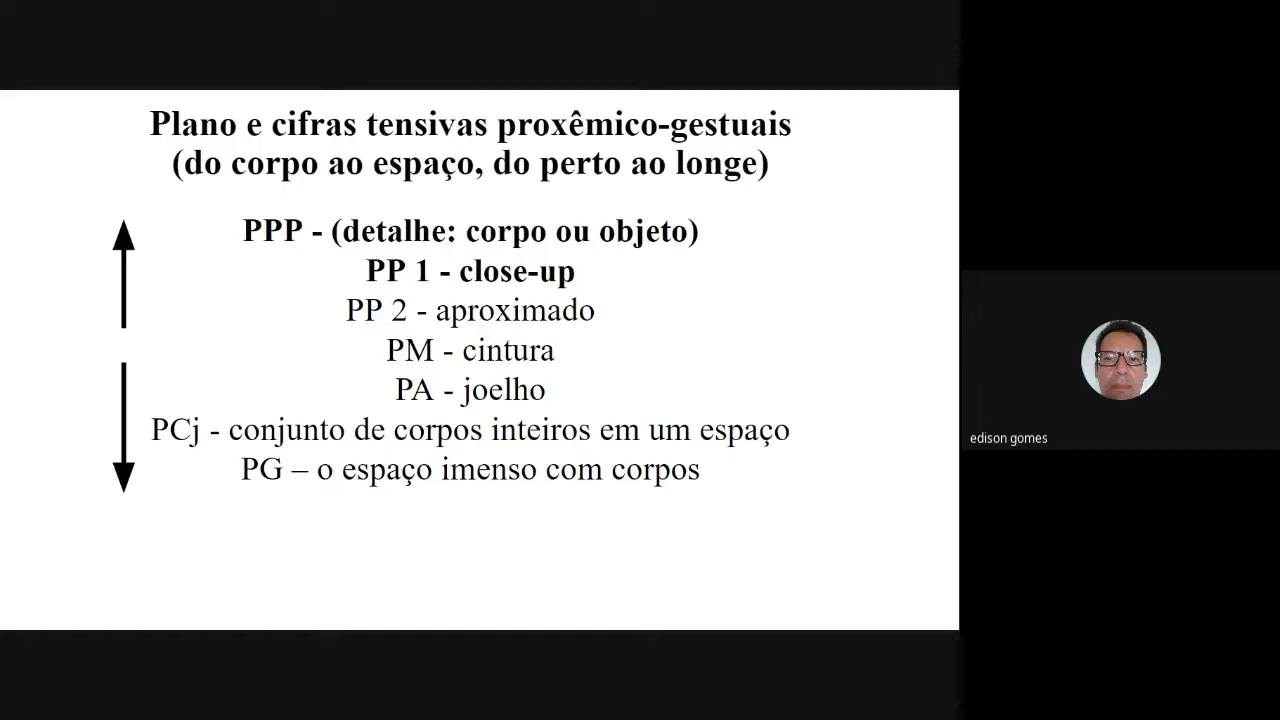 Plano e cifras tensivas proxêmico-gestuais
(do corpo ao espaço, do perto ao longe)
PPP - (detalhe: corpo ou objeto)
PP 1 - close-up
PP 2 - aproximado
PM - cintura
PA - joelho
PCj - conjunto de corpos inteiros em um espaço
PG – o espaço imenso com corpos
edison gomes